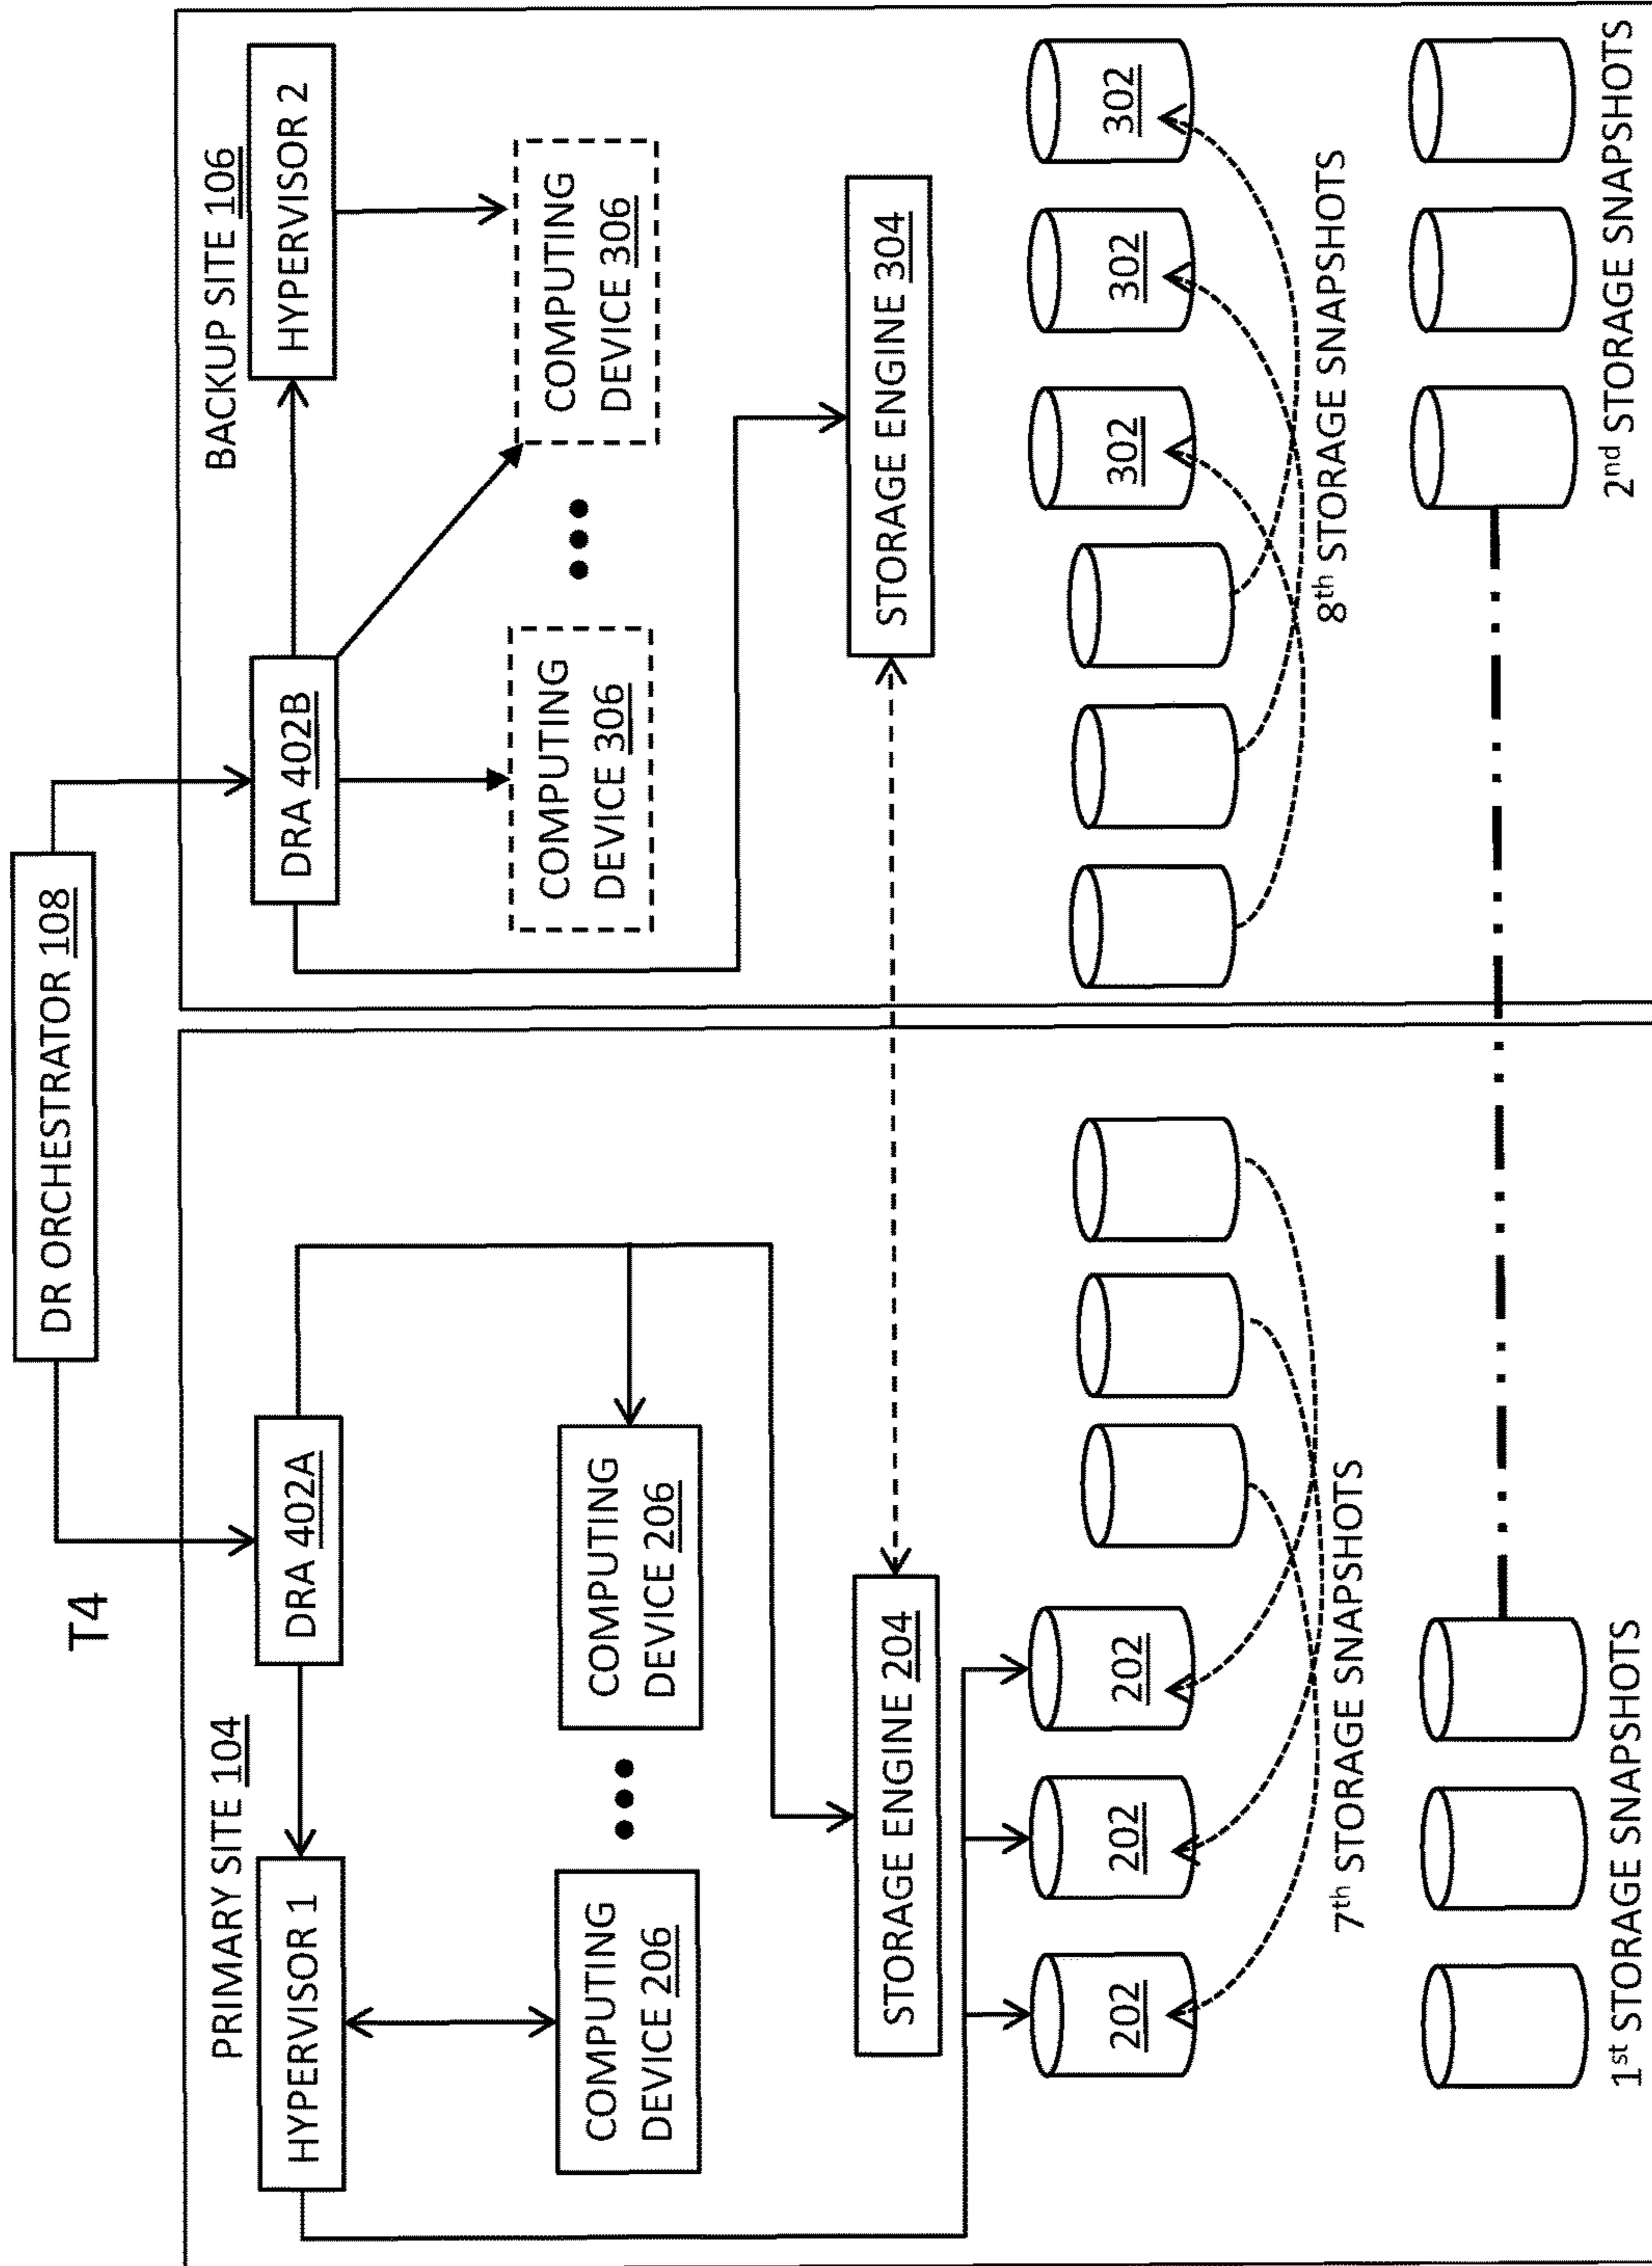 T4
DR ORCHESTRATOR 108
PRIMARY SITE 104
HYPERVISOR 1
DRA 402A
COMPUTING
DEVICE 206
COMPUTING
DEVICE 206
STORAGE ENGINE 204
202
202
202
7th STORAGE SNAPSHOTS
1st STORAGE SNAPSHOTS
BACKUP SITE 106
DRA 402B
HYPERVISOR 2
COMPUTING
DEVICE 306
COMPUTING
DEVICE 306
STORAGE ENGINE 304
302
302
302
8th STORAGE SNAPSHOTS
2nd STORAGE SNAPSHOTS